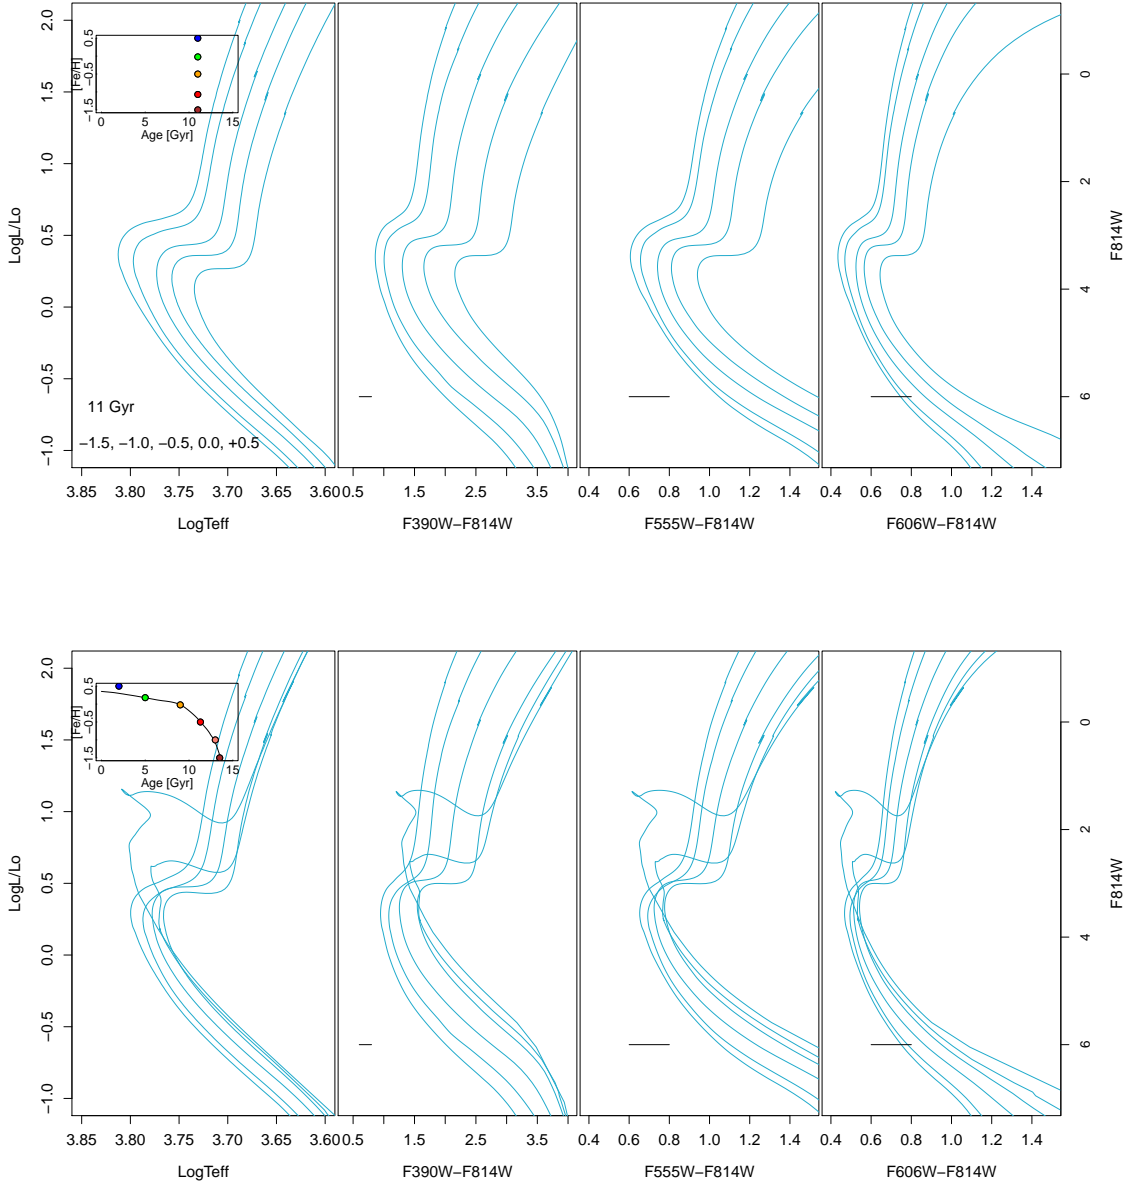 2.0
1.5
1.0
0.5
0.0
−0.5
−1.0
LogL/Lo
0.5
−0.5
−1.5
[Fe/H]
0 5 10 15
Age [Gyr]
11 Gyr
−1.5, −1.0, −0.5, 0.0, +0.5
0
2
4
6
F814W
3.85 3.80 3.75 3.70 3.65 3.60 0.5 1.5 2.5 3.5 0.4 0.6 0.8 1.0 1.2 1.4 0.4 0.6 0.8 1.0 1.2 1.4
LogTeff F390W−F814W F555W−F814W F606W−F814W
2.0
1.5
1.0
0.5
0.0
−0.5
−1.0
LogL/Lo
0.5
−0.5
−1.5
[Fe/H]
0 5 10 15
Age [Gyr]
0
2
4
6
F814W
3.85 3.80 3.75 3.70 3.65 3.60 0.5 1.5 2.5 3.5 0.4 0.6 0.8 1.0 1.2 1.4 0.4 0.6 0.8 1.0 1.2 1.4
LogTeff F390W−F814W F555W−F814W F606W−F814W